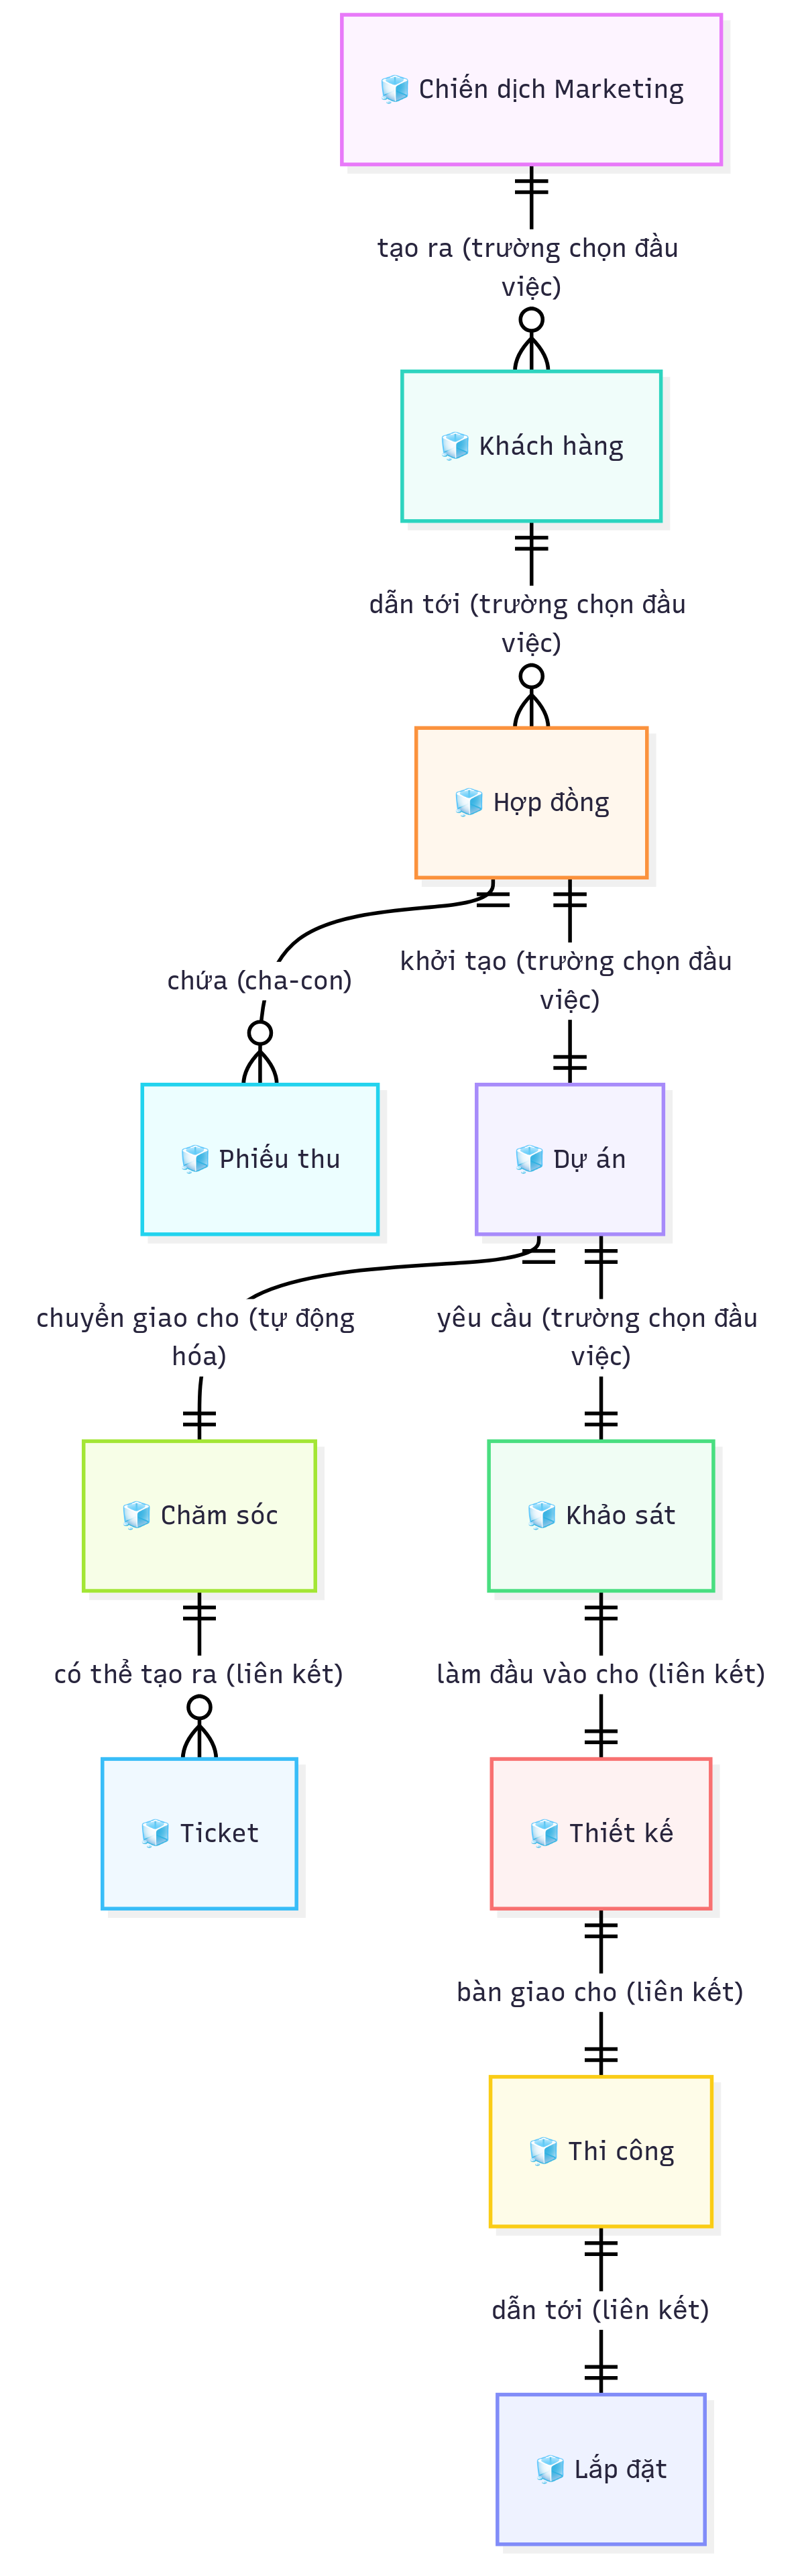 Chiến dịch Marketing
tạo ra (trường chọn đầu
việc)
Khách hàng
dẫn tới (trường chọn đầu
việc)
Hợp đồng
chứa (cha-con)
khởi tạo (trường chọn đầu
việc)
Phiếu thu
Dự án
chuyển giao cho (tự động
hóa)
yêu cầu (trường chọn đầu
việc)
Chăm sóc
Khảo sát
có thể tạo ra (liên kết)
làm đầu vào cho (liên kết)
Ticket
Thiết kế
bàn giao cho (liên kết)
Thi công
dẫn tới (liên kết)
Lắp đặt